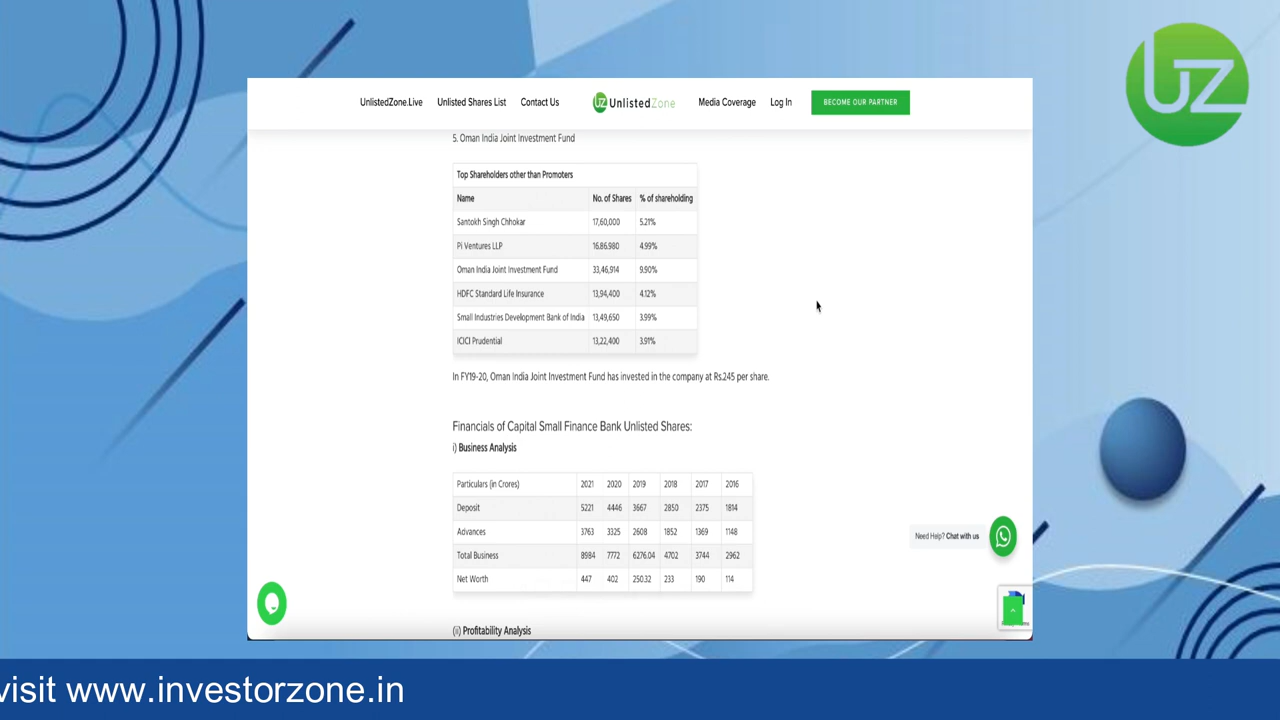 UZ
UnlistedZone.Live Unlisted Shares List Contact Us UZ UnlistedZone Media Coverage Log In BECOME OUR PARTNER
5. Oman India Joint Investment Fund
Top Shareholders other than Promoters
Name No. of Shares % of shareholding
Santokh Singh Chhokar 17,60,000 5.21%
Pi Ventures LLP 16,86,980 4.99%
Oman India Joint Investment Fund 33,46,914 9.90%
HDFC Standard Life Insurance 13,94,400 4.12%
Small Industries Development Bank of India 13,49,650 3.99%
ICICI Prudential 13,22,400 3.91%
In FY19-20, Oman India Joint Investment Fund has invested in the company at Rs.245 per share.
Financials of Capital Small Finance Bank Unlisted Shares:
i) Business Analysis
Particulars (in Crores) 2021 2020 2019 2018 2017 2016
Deposit 5221 4446 3667 2850 2375 1814
Advances 3763 3325 2608 1852 1369 1148
Total Business 8984 7772 6276.04 4702 3744 2962
Net Worth 447 402 250.32 233 190 114
Need Help? Chat with us
(ii) Profitability Analysis
visit www.investorzone.in